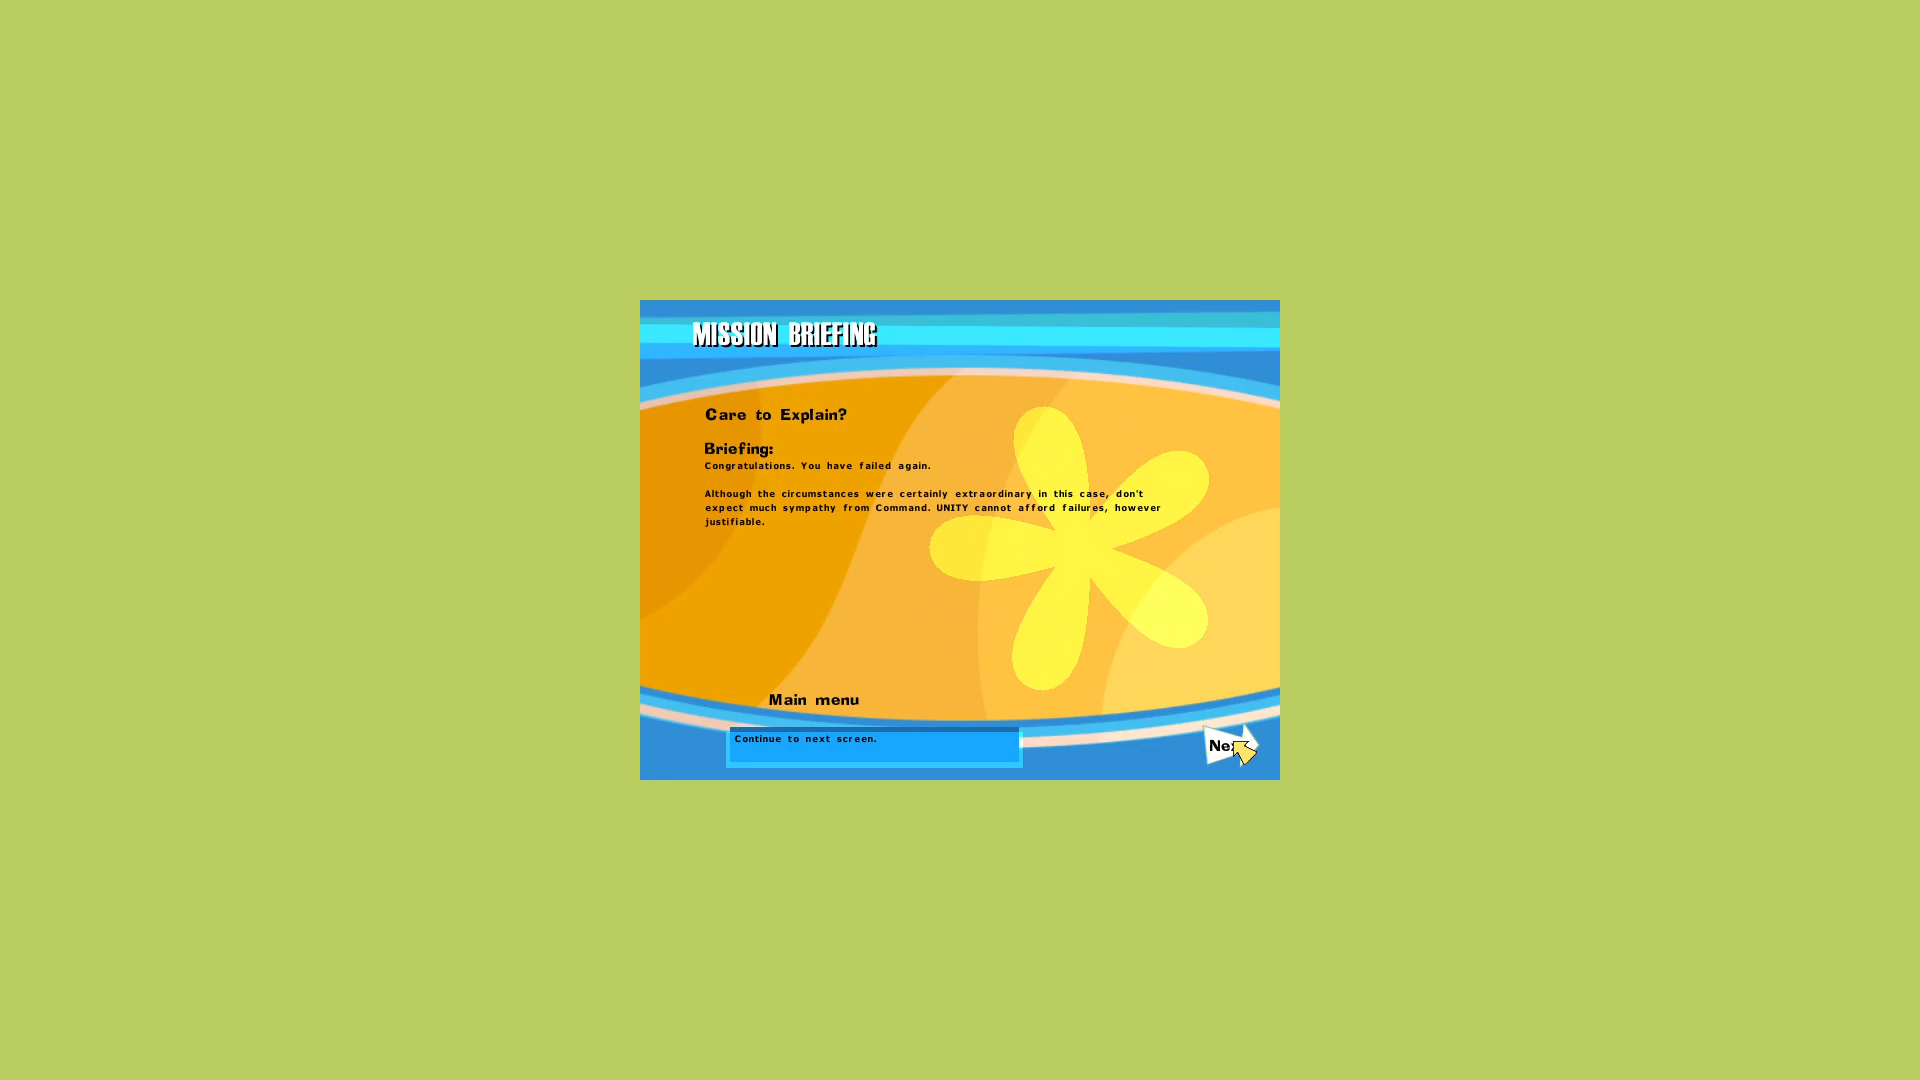 MISSION BRIEFING
Care to Explain?
Briefing:
Congratulations. You have failed again.
Although the circumstances were certainly extraordinary in this case, don't
expect much sympathy from Command. UNITY cannot afford failures, however
justifiable.
Main menu
Continue to next screen.